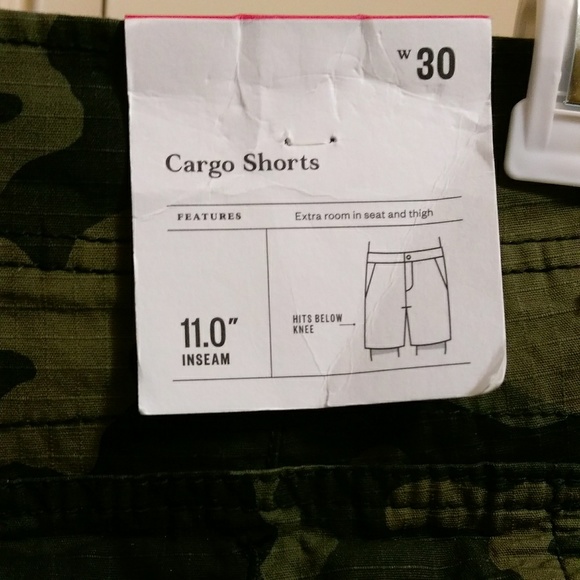 W 30
Cargo Shorts
FEATURES Extra room in seat and thigh
11.0"
INSEAM
HITS BELOW
KNEE